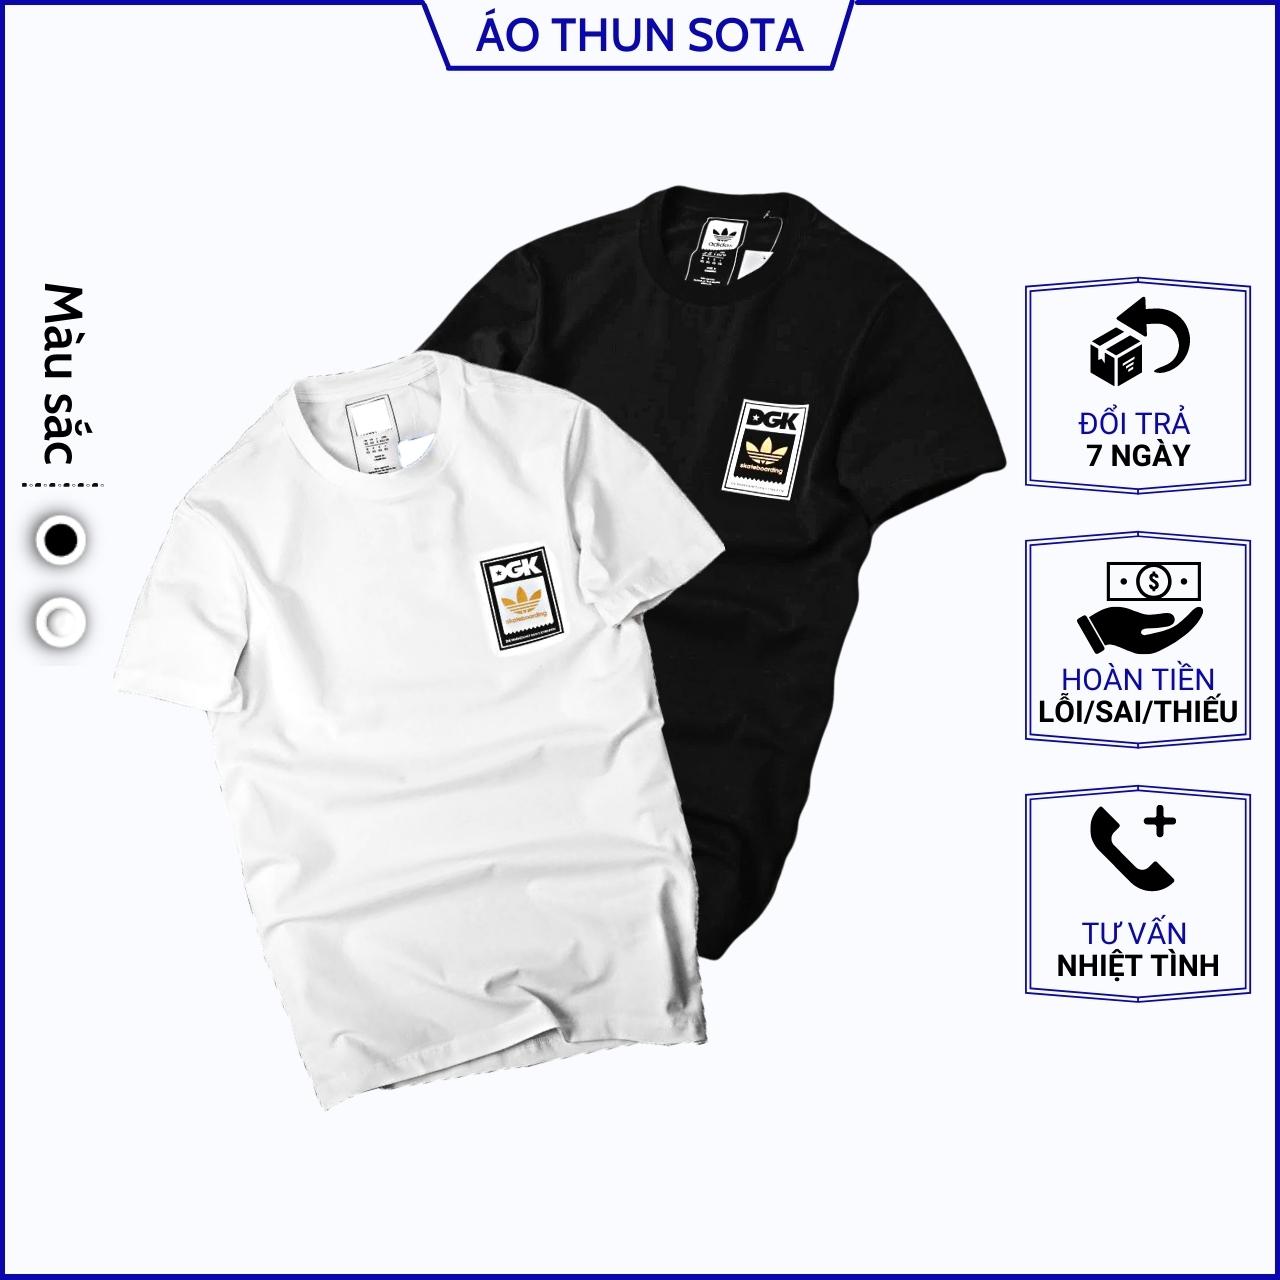 ÁO THUN SOTA
Màu sắc
adidas
DGK
skateboarding
DGK
skateboarding
ĐỔI TRẢ
7 NGÀY
$
HOÀN TIỀN
LỖI/SAI/THIẾU
TƯ VẤN
NHIỆT TÌNH